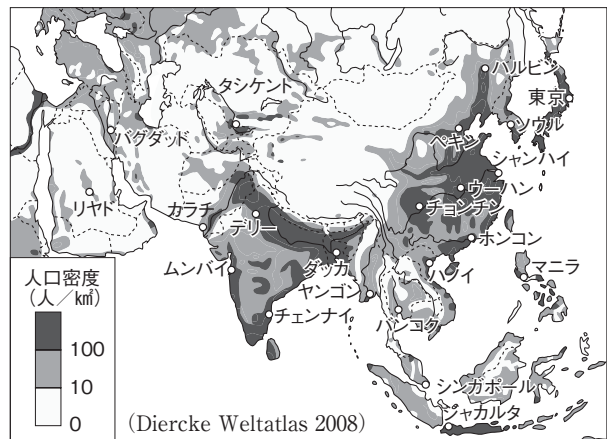 ハルビン
タシケント
東京
ソウル
ペキン
バグダッド
シャンハイ
ウーハン
リヤド
カラチ
デリー
チョンチン
ホンコン
人口密度
(人/km²)
ムンバイ
ダッカ
ハノイ
マニラ
ヤンゴン
チェンナイ
バンコク
100
10
シンガポール
0
(Diercke Weltatlas 2008)
ジャカルタ